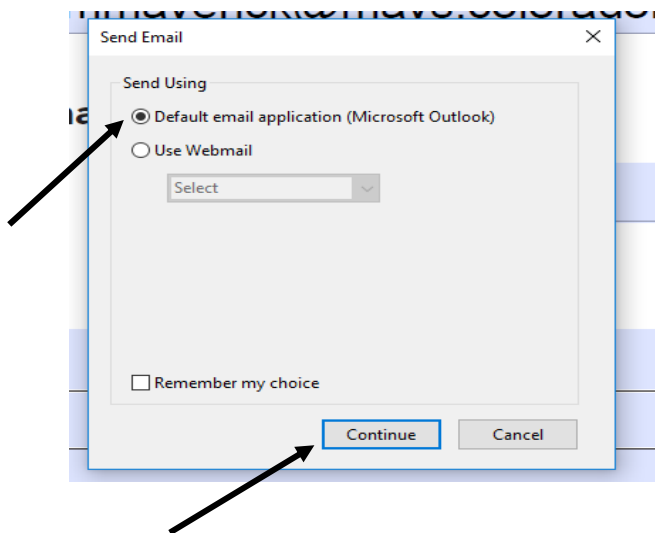 Send Email
Send Using
Default email application (Microsoft Outlook)
Use Webmail
Select
Remember my choice
Continue
Cancel